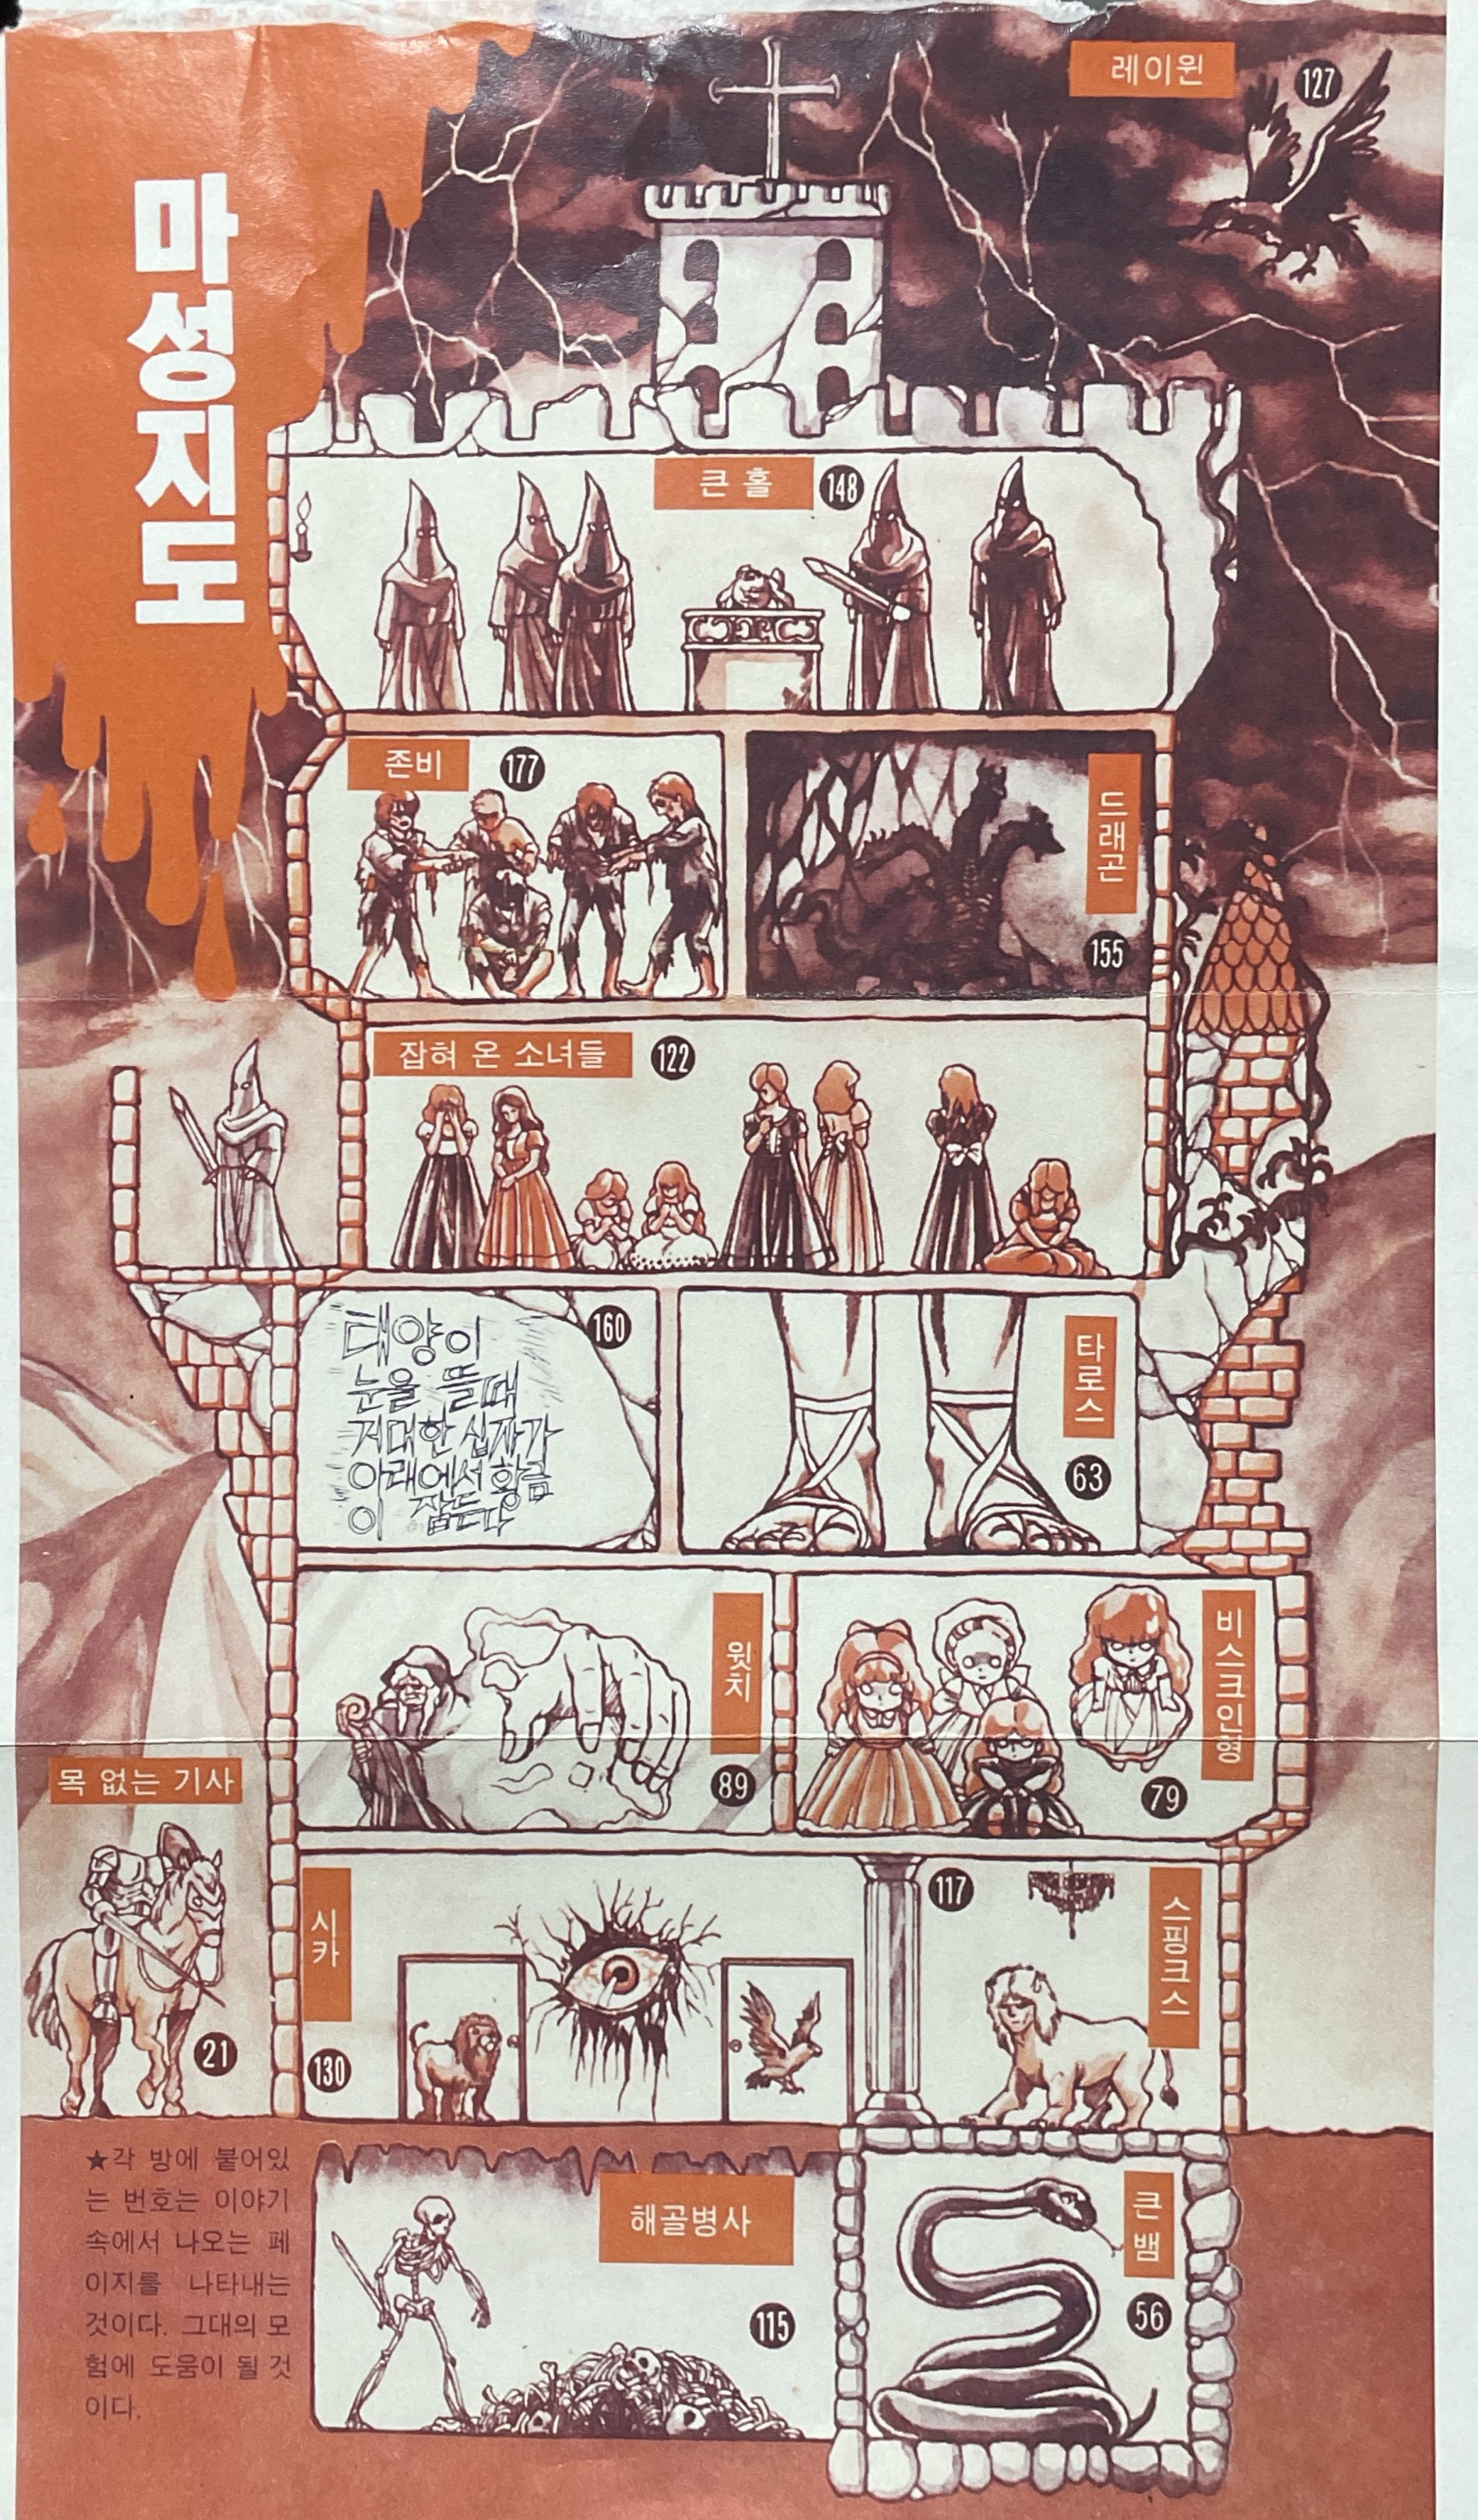 마성지도
레이윈
127
큰 홀
148
존비
177
드래곤
155
잡혀 온 소녀들
122
태양이
눈을 뜰때
거대한 십자가
아래에서 황금
이 잠든다
160
타로스
63
윗치
89
비스크인형
79
목 없는 기사
21
시카
130
117
스핑크스
★각 방에 붙어있
는 번호는 이야기
속에서 나오는 페
이지를 나타내는
것이다. 그대의 모
험에 도움이 될 것
이다.
해골병사
115
큰 뱀
56